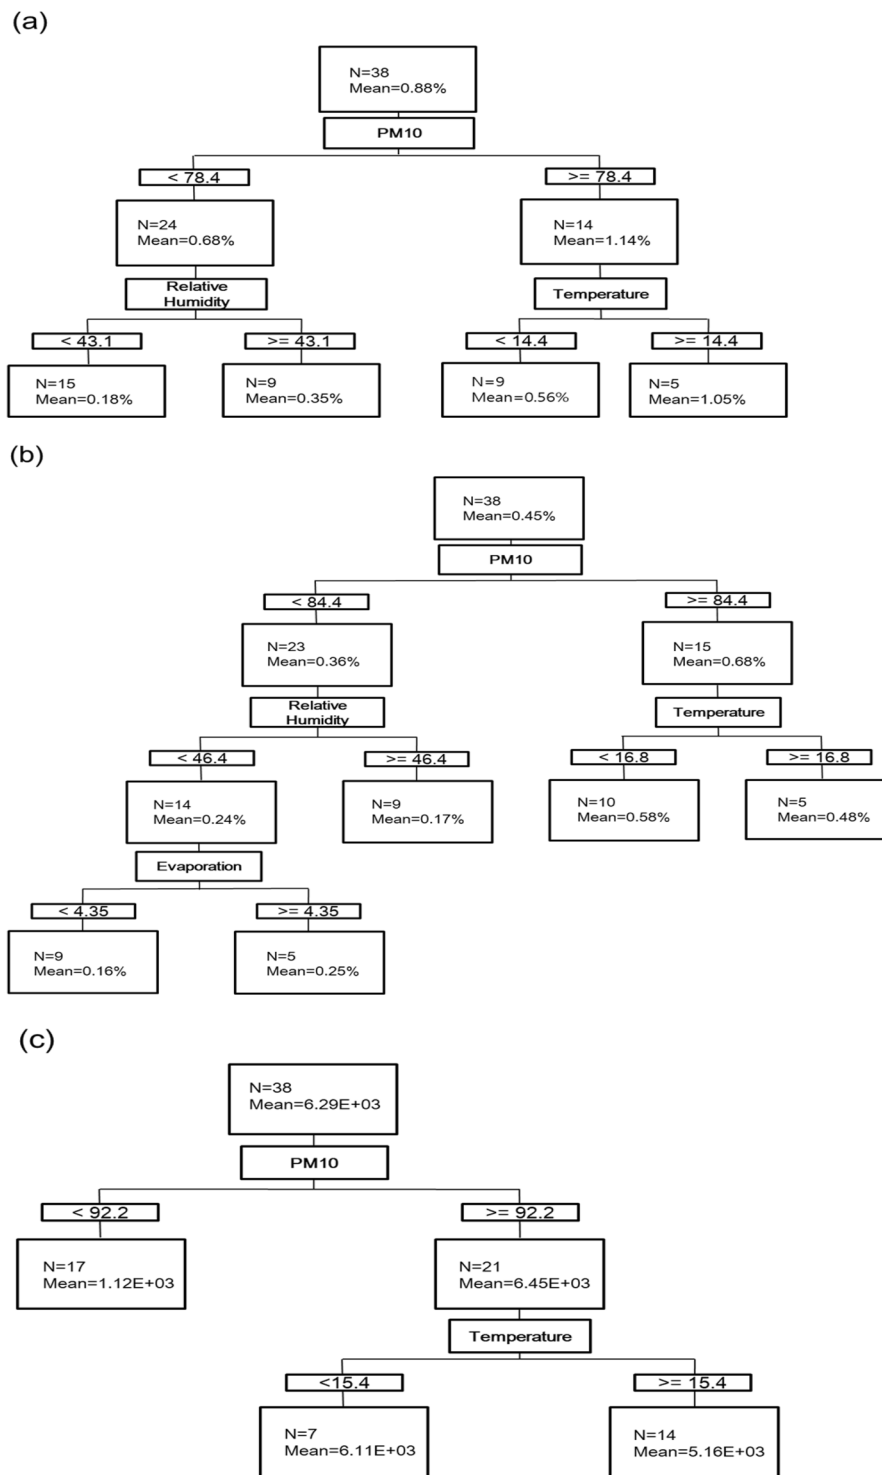 (a)
N=38
Mean=0.88%
PM10
< 78.4
>= 78.4
N=24
Mean=0.68%
N=14
Mean=1.14%
Relative
Humidity
Temperature
< 43.1
>= 43.1
< 14.4
>= 14.4
N=15
Mean=0.18%
N=9
Mean=0.35%
N=9
Mean=0.56%
N=5
Mean=1.05%
(b)
N=38
Mean=0.45%
PM10
< 84.4
>= 84.4
N=23
Mean=0.36%
N=15
Mean=0.68%
Relative
Humidity
Temperature
< 46.4
>= 46.4
< 16.8
>= 16.8
N=14
Mean=0.24%
N=9
Mean=0.17%
N=10
Mean=0.58%
N=5
Mean=0.48%
Evaporation
< 4.35
>= 4.35
N=9
Mean=0.16%
N=5
Mean=0.25%
(c)
N=38
Mean=6.29E+03
PM10
< 92.2
>= 92.2
N=17
Mean=1.12E+03
N=21
Mean=6.45E+03
Temperature
<15.4
>= 15.4
N=7
Mean=6.11E+03
N=14
Mean=5.16E+03